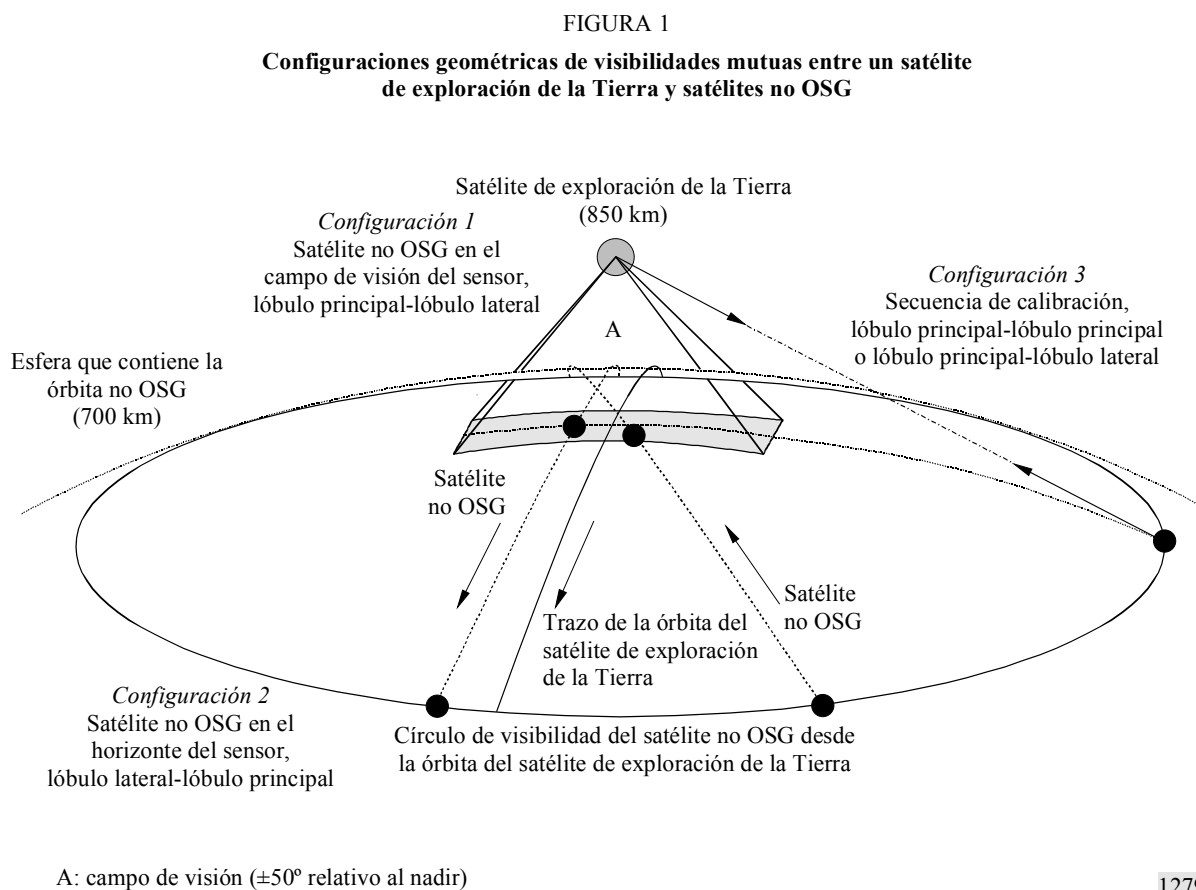 FIGURA 1
Configuraciones geométricas de visibilidades mutuas entre un satélite
de exploración de la Tierra y satélites no OSG
Satélite de exploración de la Tierra
(850 km)
Configuración 1
Satélite no OSG en el
campo de visión del sensor,
lóbulo principal-lóbulo lateral
Configuración 3
Secuencia de calibración,
lóbulo principal-lóbulo principal
o lóbulo principal-lóbulo lateral
A
Esfera que contiene la
órbita no OSG
(700 km)
Satélite
no OSG
Satélite
no OSG
Trazo de la órbita del
satélite de exploración
de la Tierra
Configuración 2
Satélite no OSG en el
horizonte del sensor,
lóbulo lateral-lóbulo principal
Círculo de visibilidad del satélite no OSG desde
la órbita del satélite de exploración de la Tierra
A: campo de visión (±50º relativo al nadir)